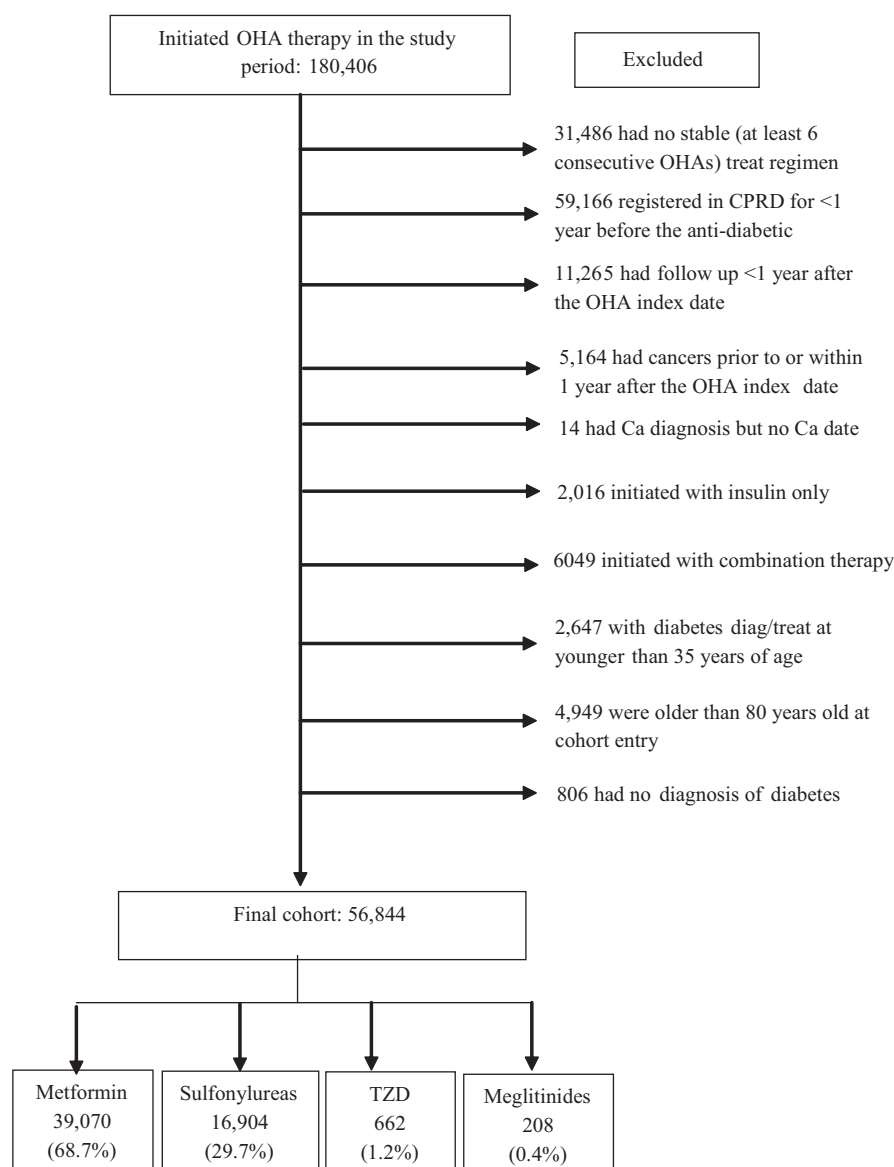 Initiated OHA therapy in the study
period: 180,406
Excluded
31,486 had no stable (at least 6
consecutive OHAs) treat regimen
59,166 registered in CPRD for <1
year before the anti-diabetic
11,265 had follow up <1 year after
the OHA index date
5,164 had cancers prior to or within
1 year after the OHA index date
14 had Ca diagnosis but no Ca date
2,016 initiated with insulin only
6049 initiated with combination therapy
2,647 with diabetes diag/treat at
younger than 35 years of age
4,949 were older than 80 years old at
cohort entry
806 had no diagnosis of diabetes
Final cohort: 56,844
Metformin
39,070
(68.7%)
Sulfonylureas
16,904
(29.7%)
TZD
662
(1.2%)
Meglitinides
208
(0.4%)